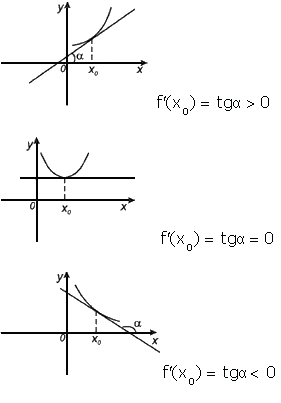 y
α
0
x₀
x
f'(x₀) = tgα > 0
y
0
x₀
x
f'(x₀) = tgα = 0
y
α
0
x₀
x
f'(x₀) = tgα < 0